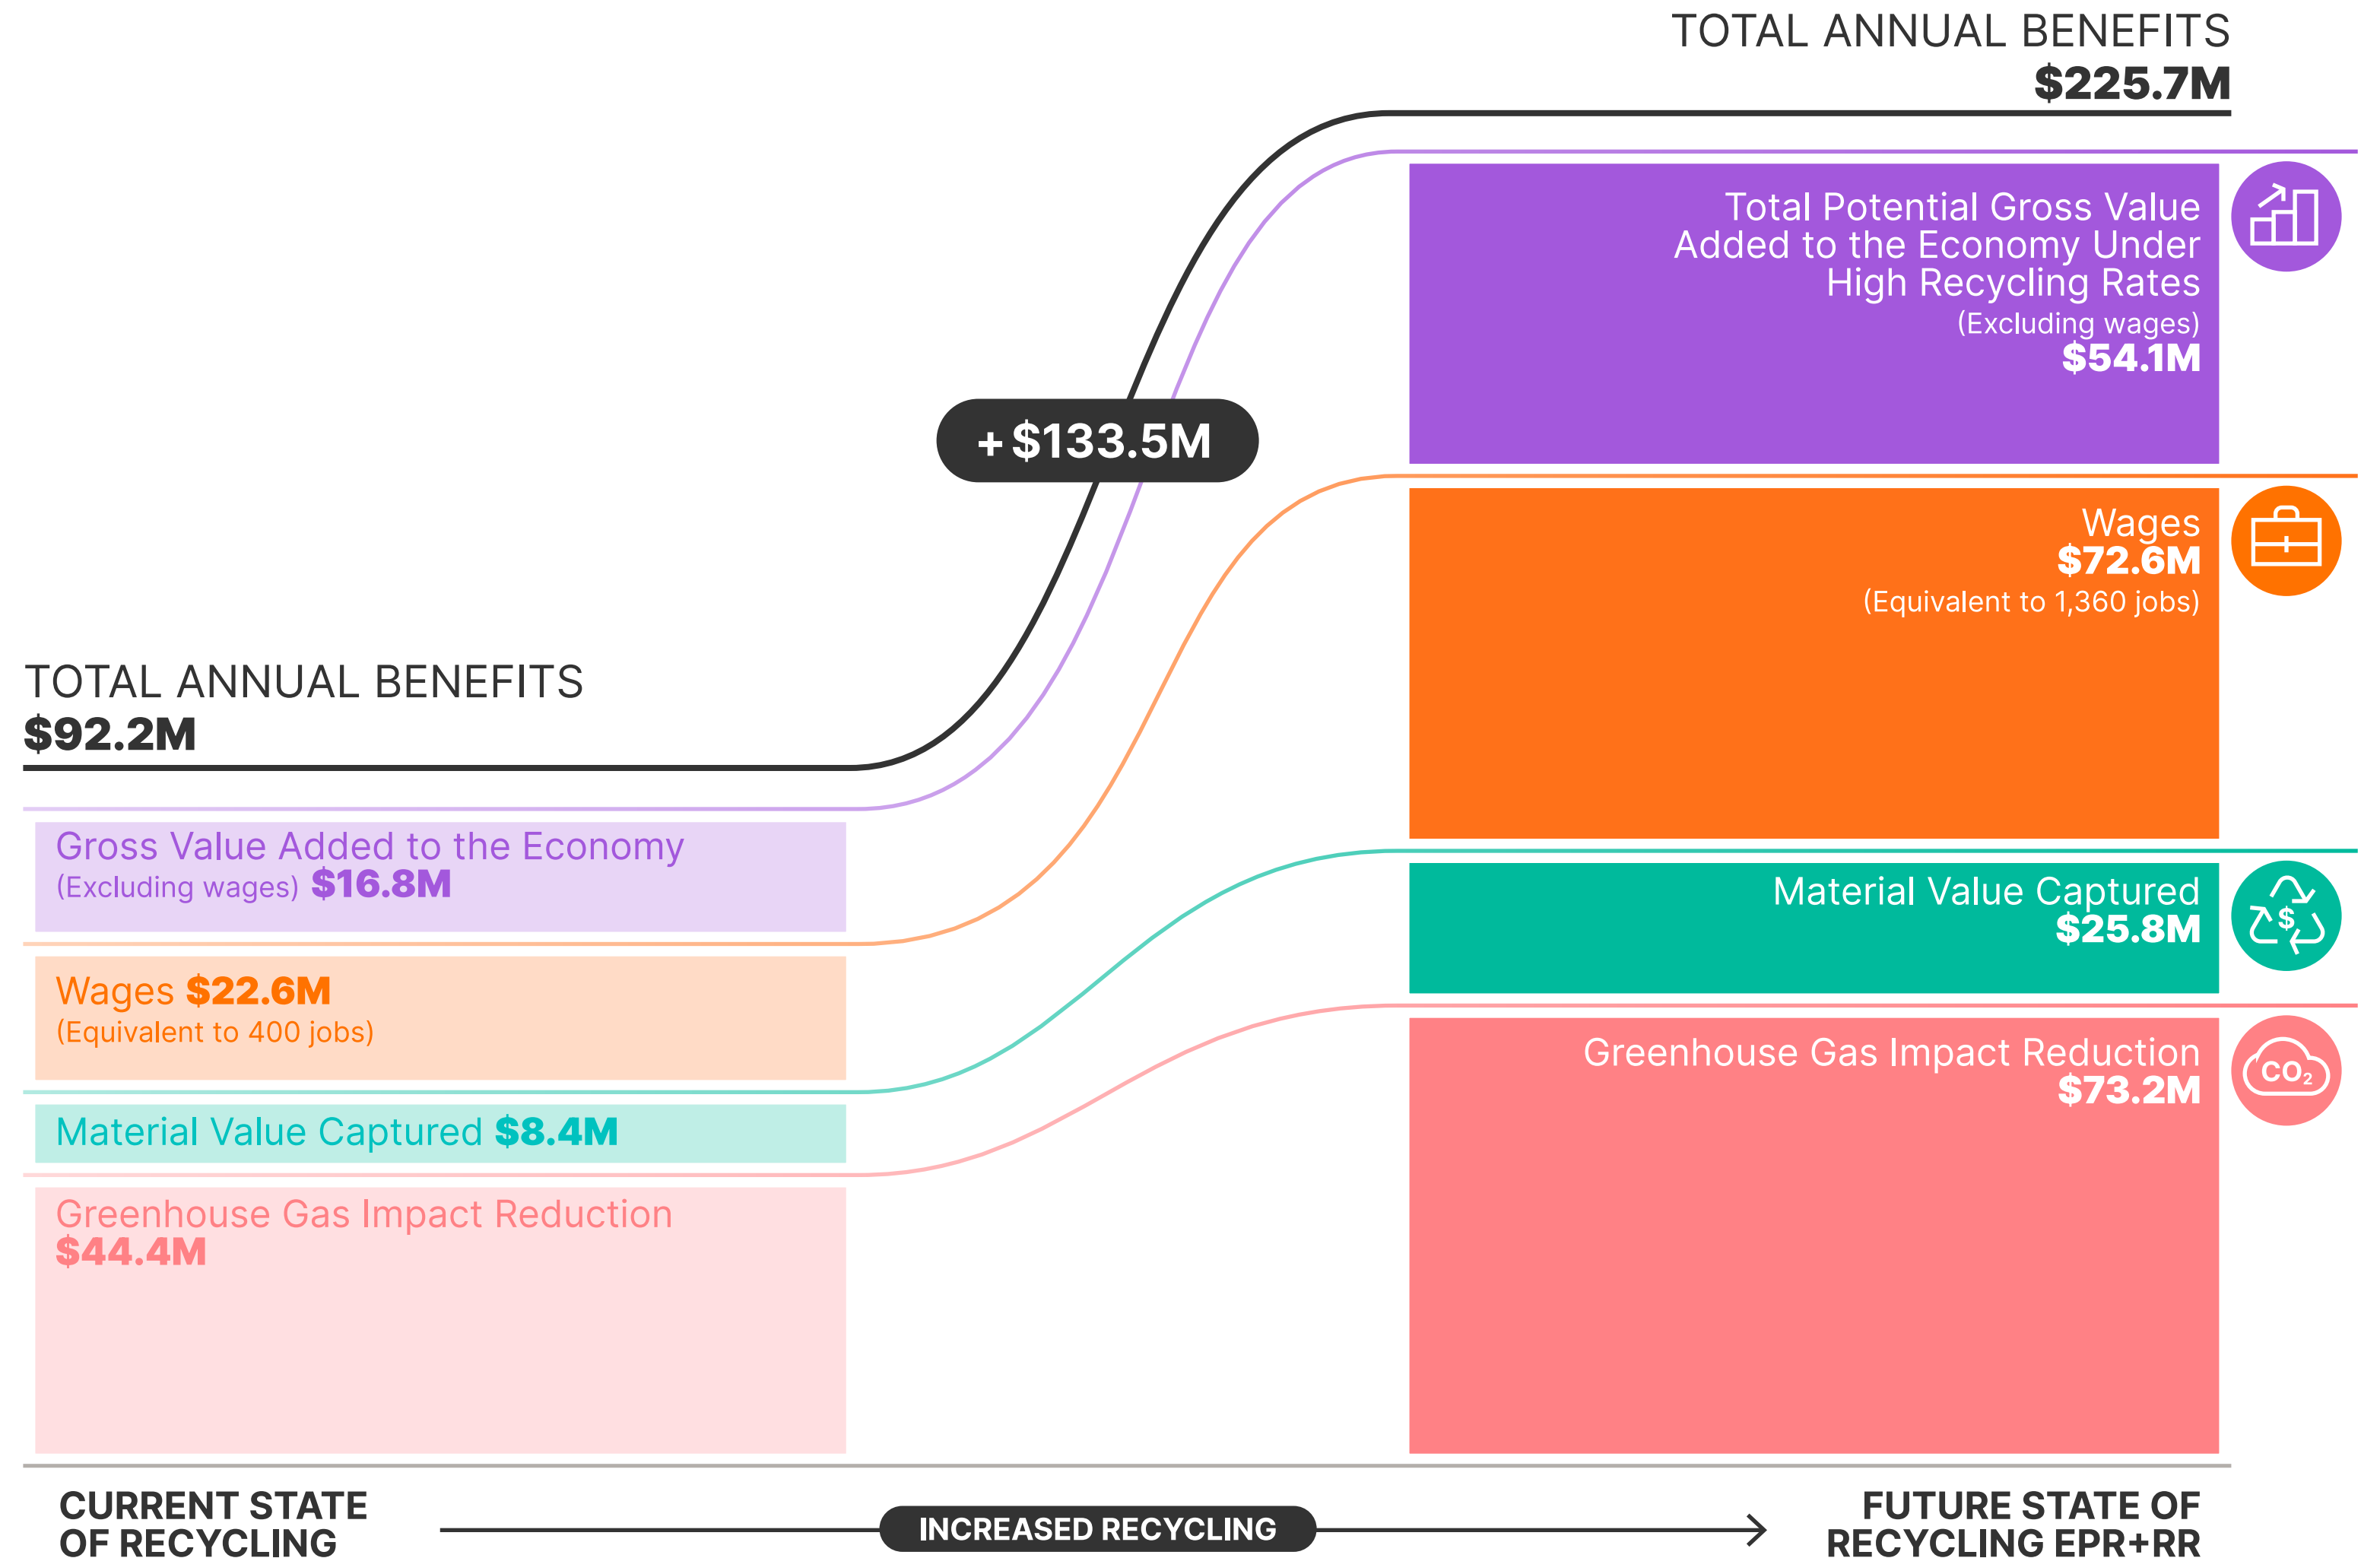 TOTAL ANNUAL BENEFITS
$225.7M
Total Potential Gross Value
Added to the Economy Under
High Recycling Rates
(Excluding wages)
$54.1M
+$133.5M
Wages
$72.6M
(Equivalent to 1,360 jobs)
TOTAL ANNUAL BENEFITS
$92.2M
Gross Value Added to the Economy
(Excluding wages) $16.8M
Wages $22.6M
(Equivalent to 400 jobs)
Material Value Captured $8.4M
Greenhouse Gas Impact Reduction
$44.4M
Material Value Captured
$25.8M
$
Greenhouse Gas Impact Reduction
$73.2M
CO₂
CURRENT STATE
OF RECYCLING
INCREASED RECYCLING
FUTURE STATE OF
RECYCLING EPR+RR